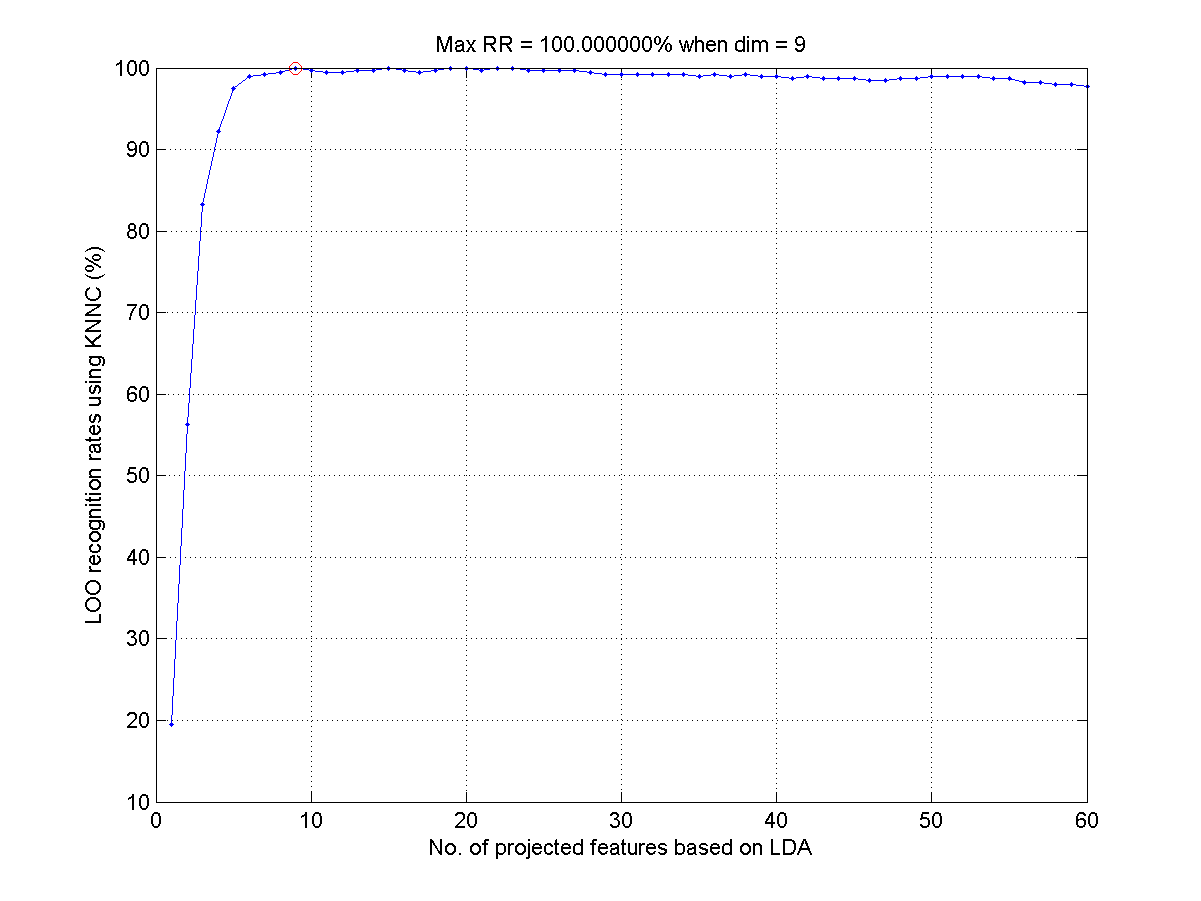 Max RR = 100.000000% when dim = 9
100
90
80
70
60
50
40
30
20
10
LOO recognition rates using KNNC (%)
0 10 20 30 40 50 60
No. of projected features based on LDA